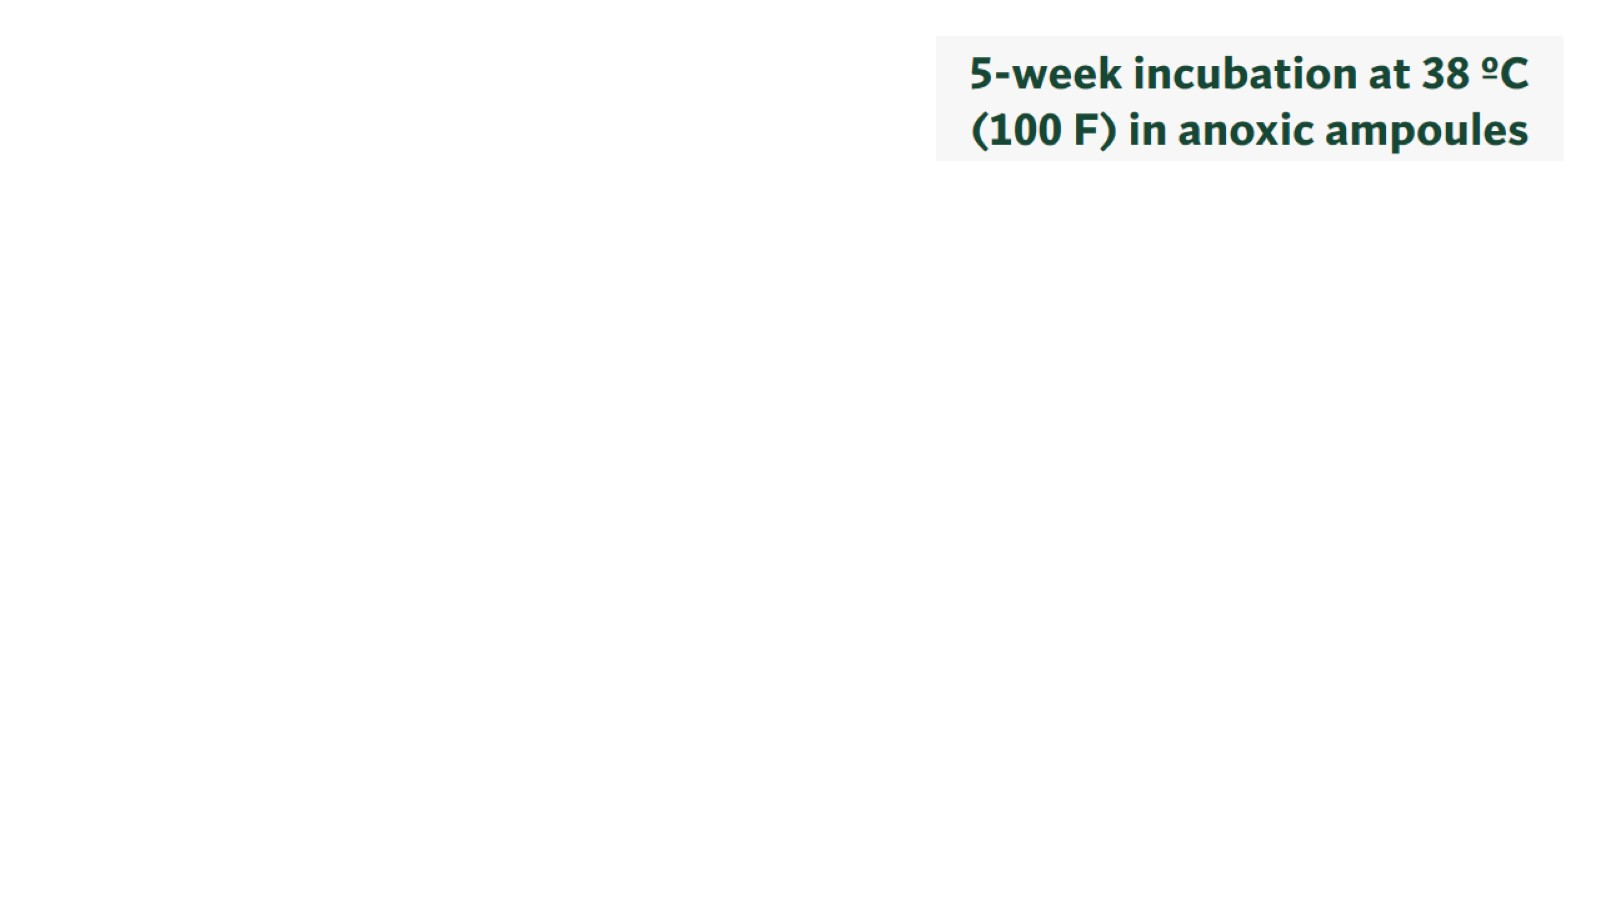 5-week incubation at 38 ºC
(100 F) in anoxic ampoules